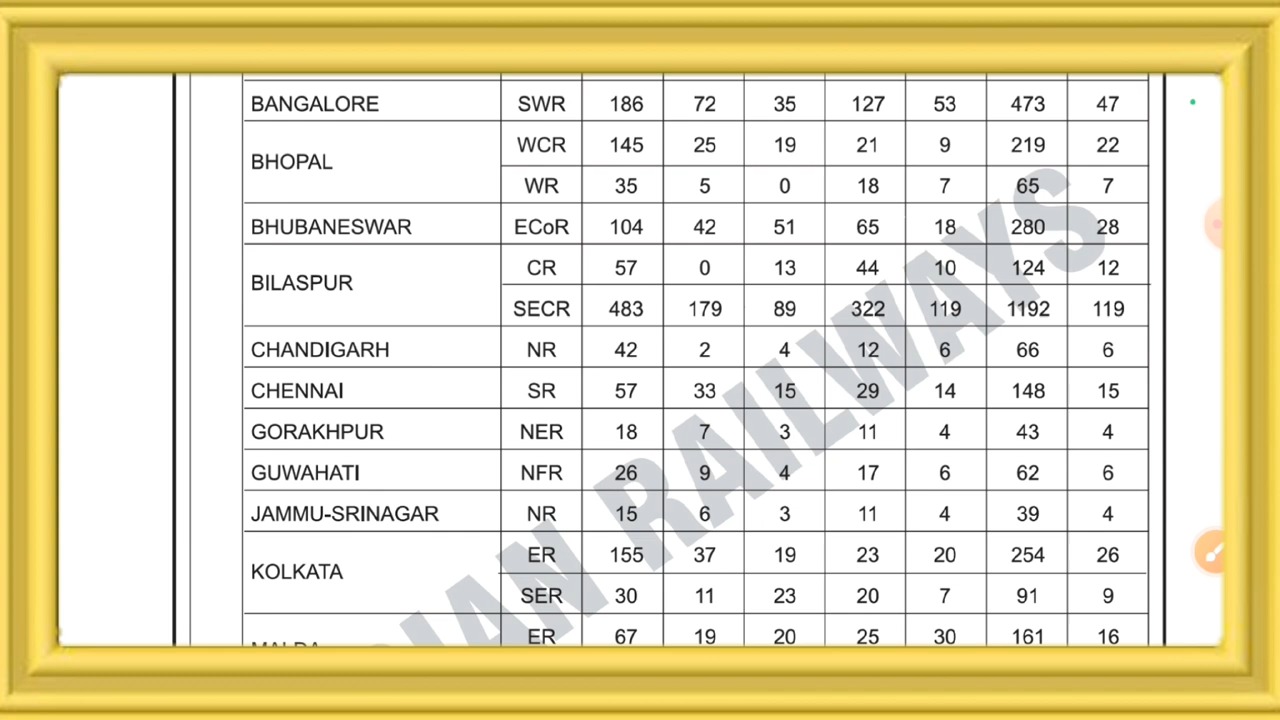 BANGALORE SWR 186 72 35 127 53 473 47
BHOPAL WCR 145 25 19 21 9 219 22
WR 35 5 0 18 7 65 7
BHUBANESWAR ECoR 104 42 51 65 18 280 28
BILASPUR CR 57 0 13 44 10 124 12
SECR 483 179 89 322 119 1192 119
CHANDIGARH NR 42 2 4 12 6 66 6
CHENNAI SR 57 33 15 29 14 148 15
GORAKHPUR NER 18 7 3 11 4 43 4
GUWAHATI NFR 26 9 4 17 6 62 6
JAMMU-SRINAGAR NR 15 6 3 11 4 39 4
KOLKATA ER 155 37 19 23 20 254 26
SER 30 11 23 20 7 91 9
ER 67 19 20 25 30 161 16
RAILWAYS